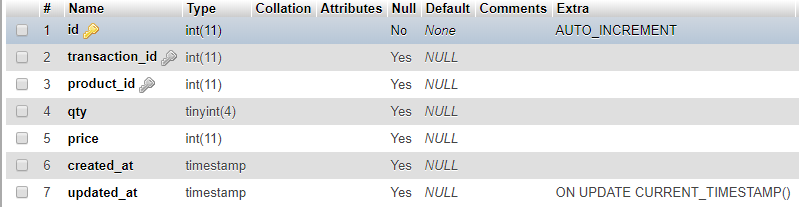 # Name Type Collation Attributes Null Default Comments Extra
1 id int(11) No None AUTO_INCREMENT
2 transaction_id int(11) Yes NULL
3 product_id int(11) Yes NULL
4 qty tinyint(4) Yes NULL
5 price int(11) Yes NULL
6 created_at timestamp Yes NULL
7 updated_at timestamp Yes NULL ON UPDATE CURRENT_TIMESTAMP()